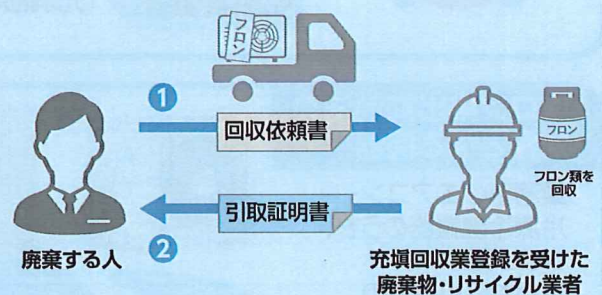 フロン
❶
回収依頼書
フロン
フロン類を
回収
引取証明書
❷
廃棄する人
充塡回収業登録を受けた
廃棄物・リサイクル業者